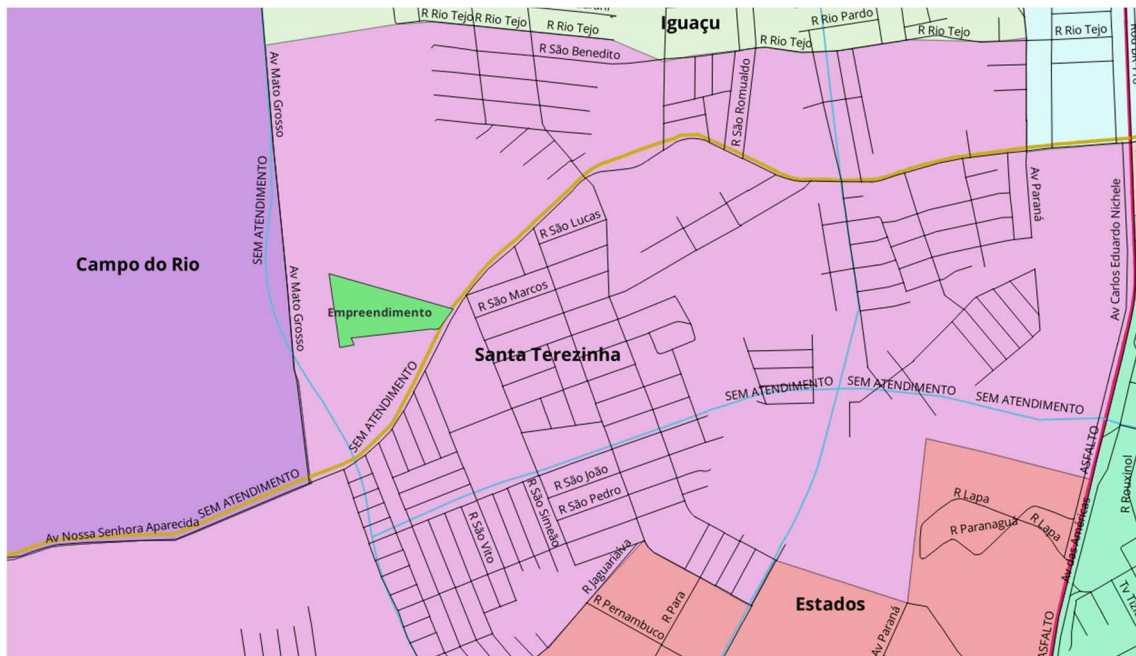 R Rio Tejo
R Rio Tejo
R Rio Tejo
Iguaçu
R Rio Pardo
R Rio Tejo
R Rio Tejo
R Rio Tejo
R São Benedito
Av Mato Grosso
R São Romualdo
SEM ATENDIMENTO
Av Paraná
R São Lucas
Av Carlos Eduardo Nichele
Campo do Rio
Av Mato Grosso
R São Marcos
Empreendimento
Santa Terezinha
SEM ATENDIMENTO
SEM ATENDIMENTO
SEM ATENDIMENTO
SEM ATENDIMENTO
ASFALTO
R São João
SEM ATENDIMENTO
R Rouxinol
R São Pedro
R São Simeão
R Lapa
R Paranaguá
R Lapa
Av Nossa Senhora Aparecida
R São Vito
Av das Américas
R Jaguariaíva
R Pernambuco
R Para
Estados
Av Paraná
ASFALTO